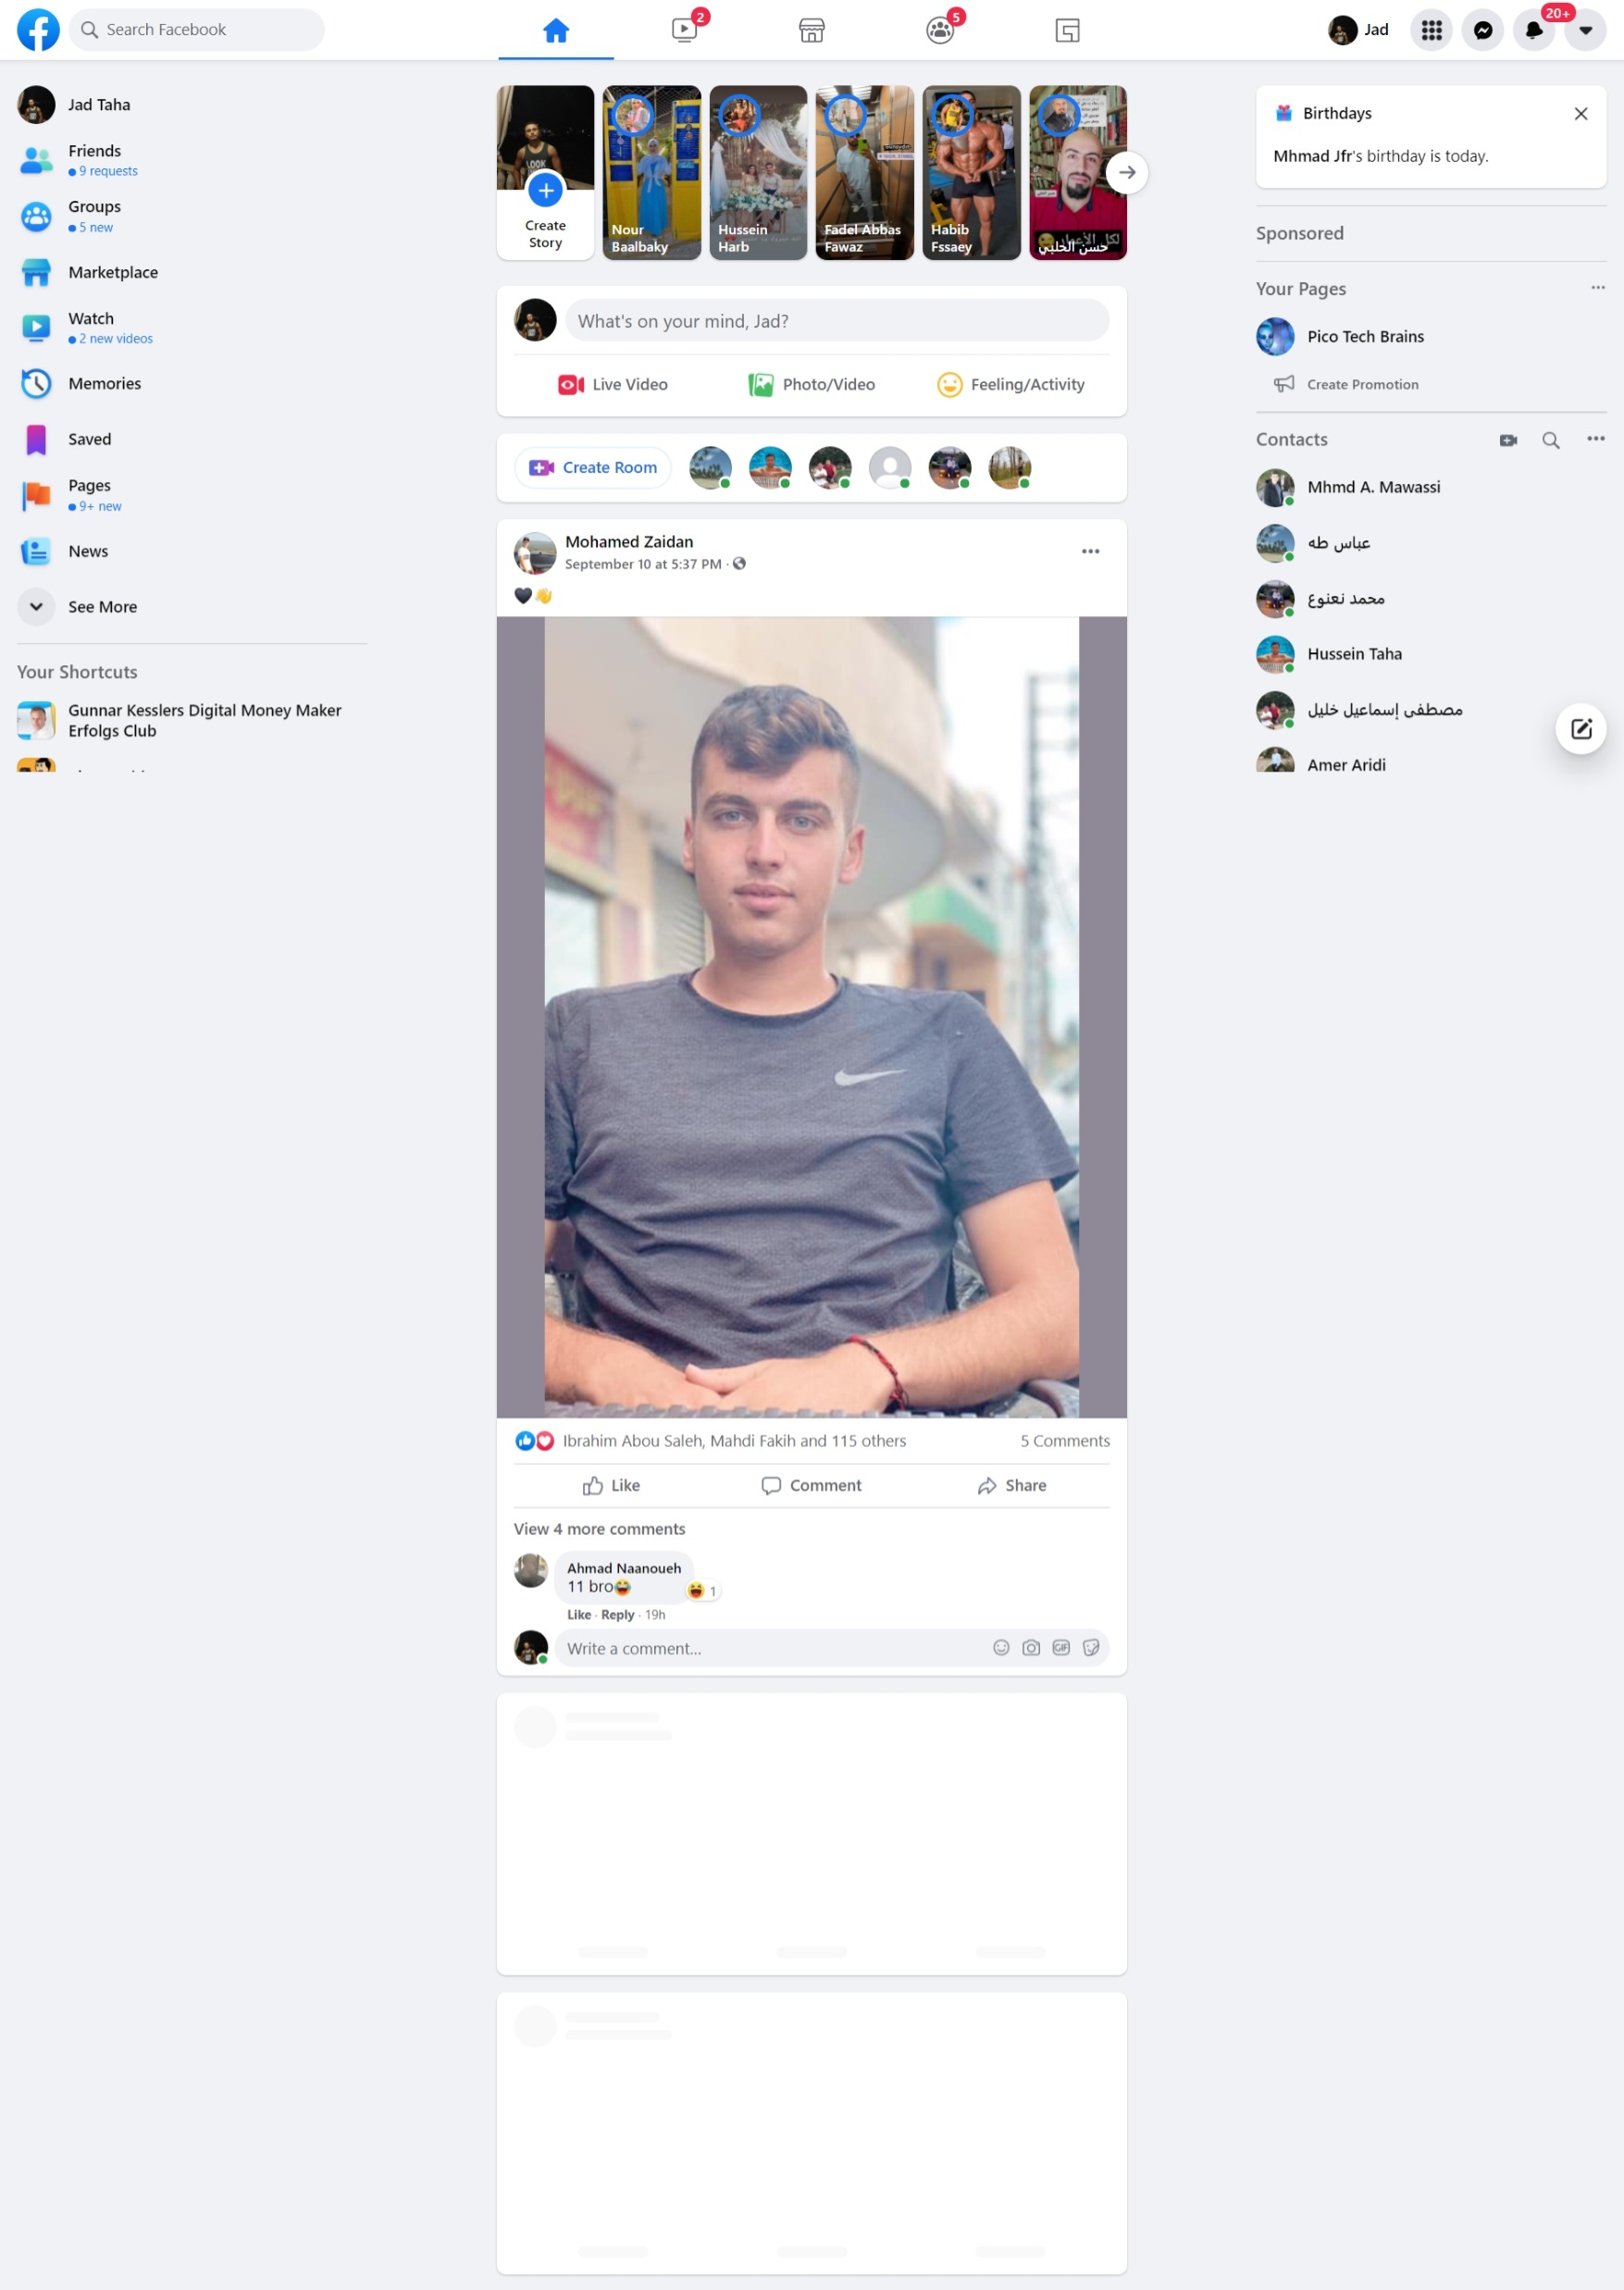 Search Facebook
2
5
Jad
20+
Jad Taha
Friends
9 requests
Groups
5 new
Marketplace
Watch
2 new videos
Memories
Saved
Pages
9+ new
News
See More
Your Shortcuts
Gunnar Kesslers Digital Money Maker
Erfolgs Club
LOOK
Create
Story
Nour
Baalbaky
Hussein
Harb
Fadel Abbas
Fawaz
Habib
Fssaey
حسن الحلبي
What's on your mind, Jad?
Live Video
Photo/Video
Feeling/Activity
Create Room
Mohamed Zaidan
September 10 at 5:37 PM ·
🖤👋
Ibrahim Abou Saleh, Mahdi Fakih and 115 others
5 Comments
Like
Comment
Share
View 4 more comments
Ahmad Naanoueh
11 bro😂
1
Like · Reply · 19h
Write a comment...
GIF
Birthdays
Mhmad Jfr's birthday is today.
Sponsored
Your Pages
Pico Tech Brains
Create Promotion
Contacts
Mhmd A. Mawassi
عباس طه
محمد نعنوع
Hussein Taha
مصطفى إسماعيل خليل
Amer Aridi